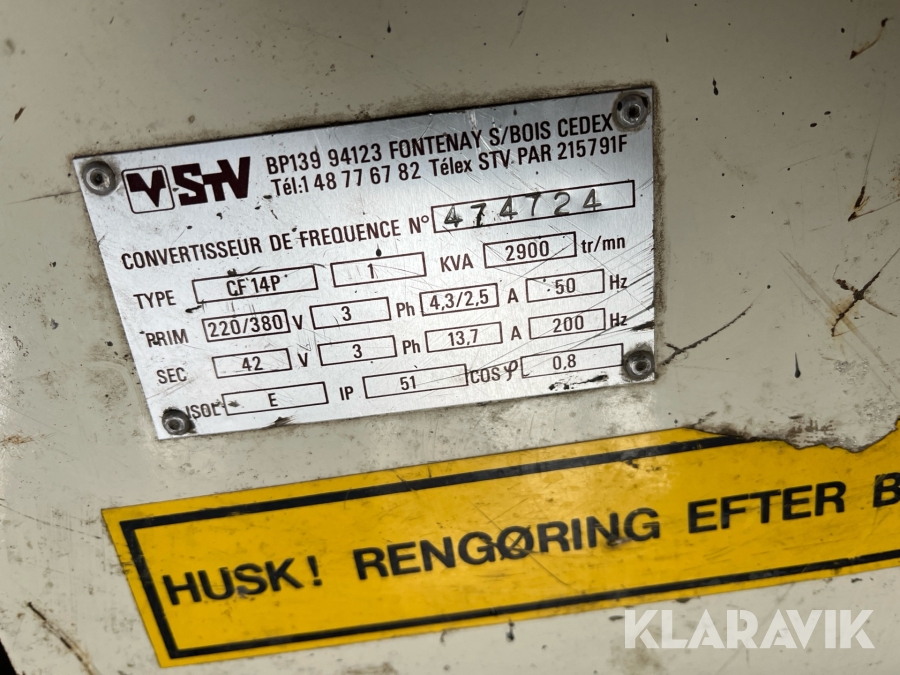 STV
BP139 94123 FONTENAY S/BOIS CEDEX
Tél:1 48 77 67 82 Télex STV PAR 215791F
CONVERTISSEUR DE FREQUENCE N° 474724
TYPE CF 14P 1 KVA 2900 tr/mn
PRIM 220/380 V 3 Ph 4,3/2,5 A 50 Hz
SEC 42 V 3 Ph 13,7 A 200 Hz
ISOL E IP 51 COS φ 0,8
HUSK! RENGØRING EFTER B
KLARAVIK